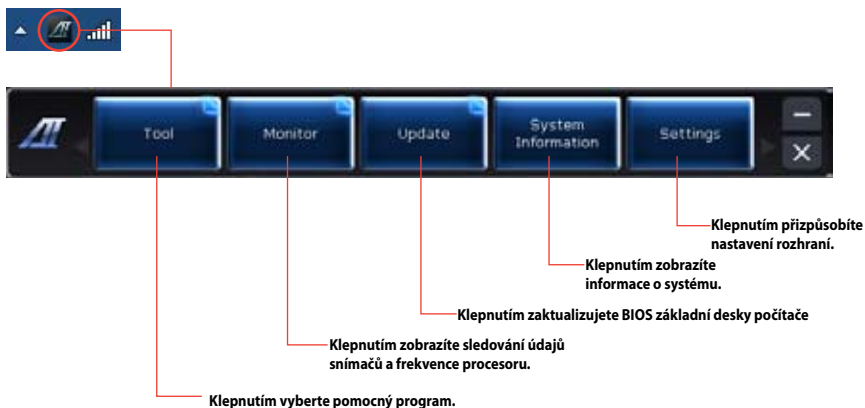 Tool
Monitor
Update
System
Information
Settings
Klepnutím přizpůsobíte
nastavení rozhraní.
Klepnutím zobrazíte
informace o systému.
Klepnutím zaktualizujete BIOS základní desky počítače
Klepnutím zobrazíte sledování údajů
snímačů a frekvence procesoru.
Klepnutím vyberte pomocný program.